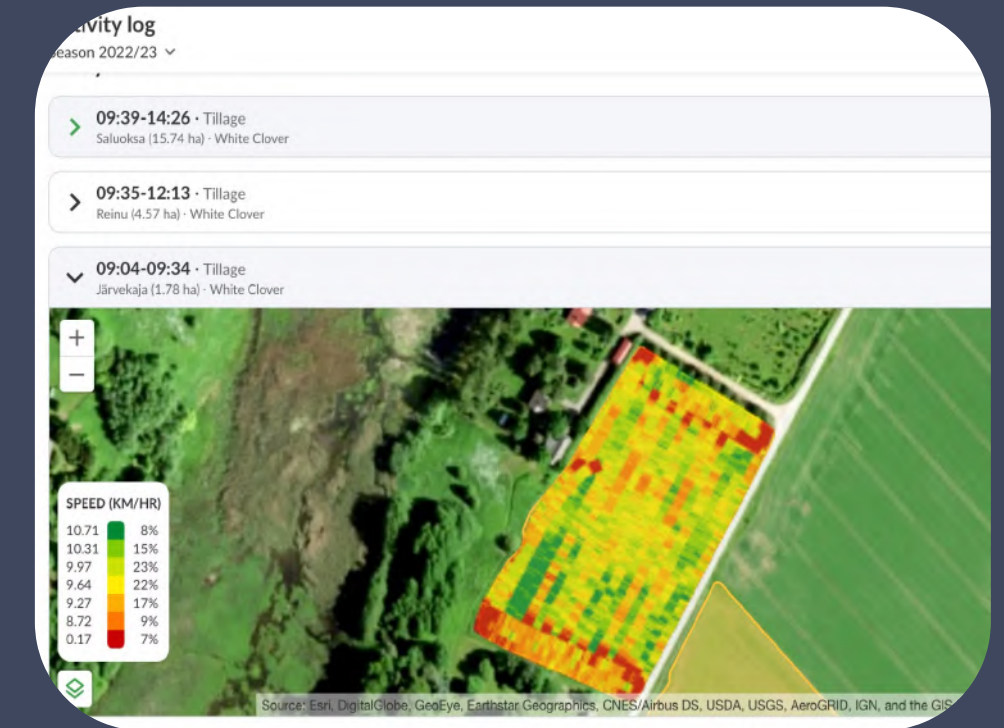 ivity log
eason 2022/23
09:39-14:26 · Tillage
Saluoksa (15.74 ha) · White Clover
09:35-12:13 · Tillage
Reinu (4.57 ha) · White Clover
09:04-09:34 · Tillage
Järvekaja (1.78 ha) · White Clover
+
−
SPEED (KM/HR)
10.71 8%
10.31 15%
9.97 23%
9.64 22%
9.27 17%
8.72 9%
0.17 7%
Source: Esri, DigitalGlobe, GeoEye, Earthstar Geographics, CNES/Airbus DS, USDA, USGS, AeroGRID, IGN, and the GIS